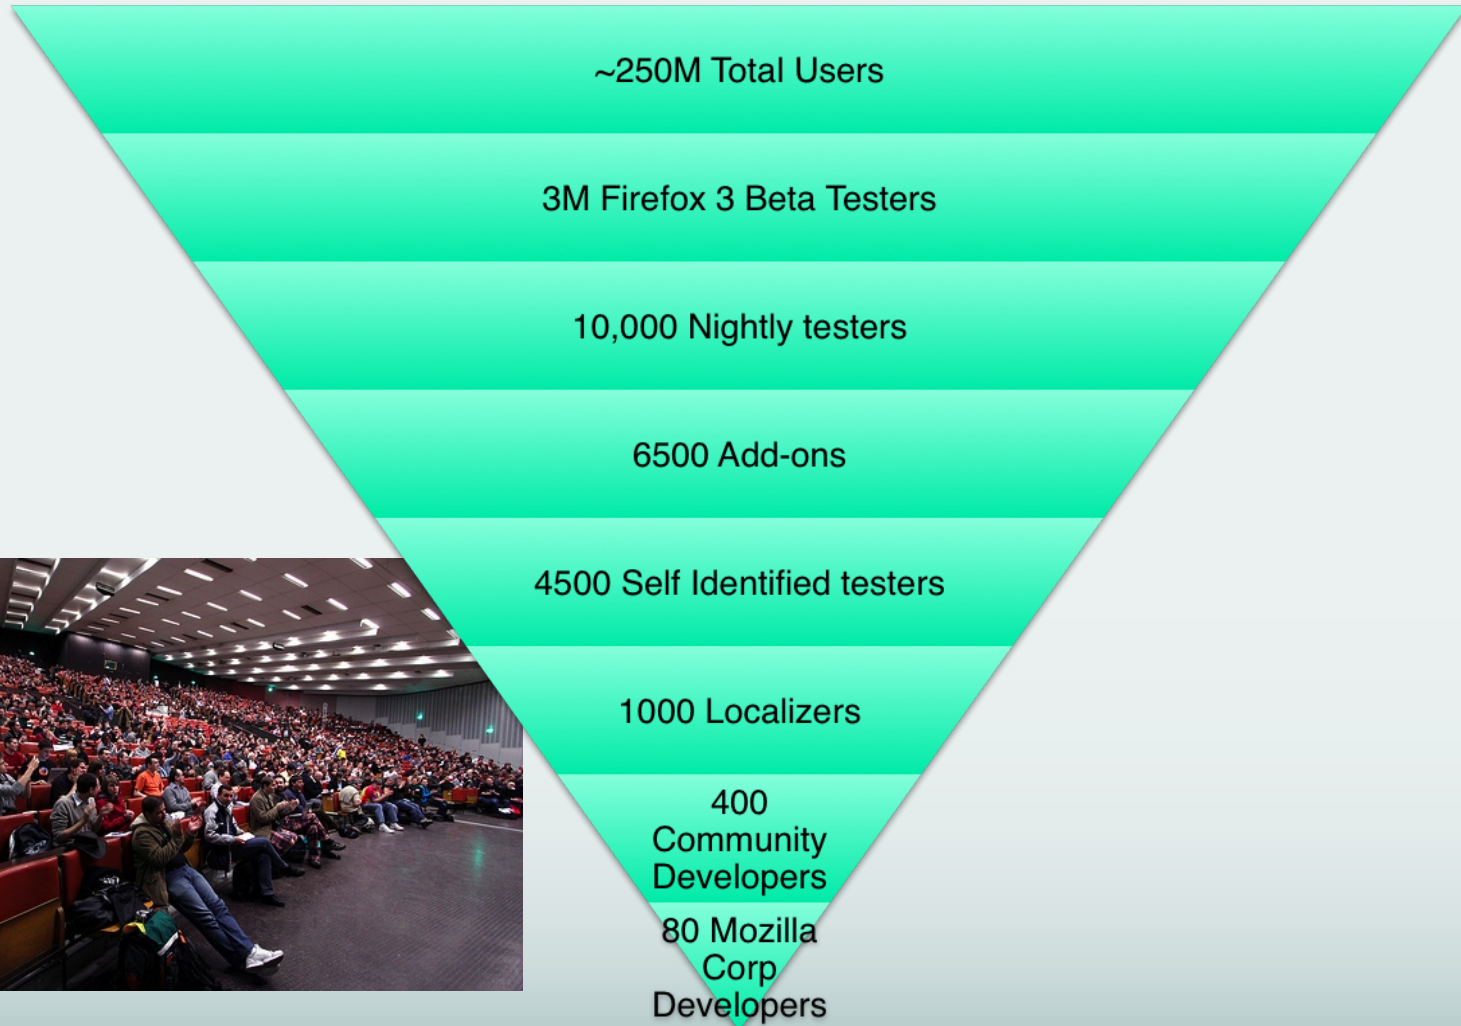 ~250M Total Users
3M Firefox 3 Beta Testers
10,000 Nightly testers
6500 Add-ons
4500 Self Identified testers
1000 Localizers
400
Community
Developers
80 Mozilla
Corp
Developers